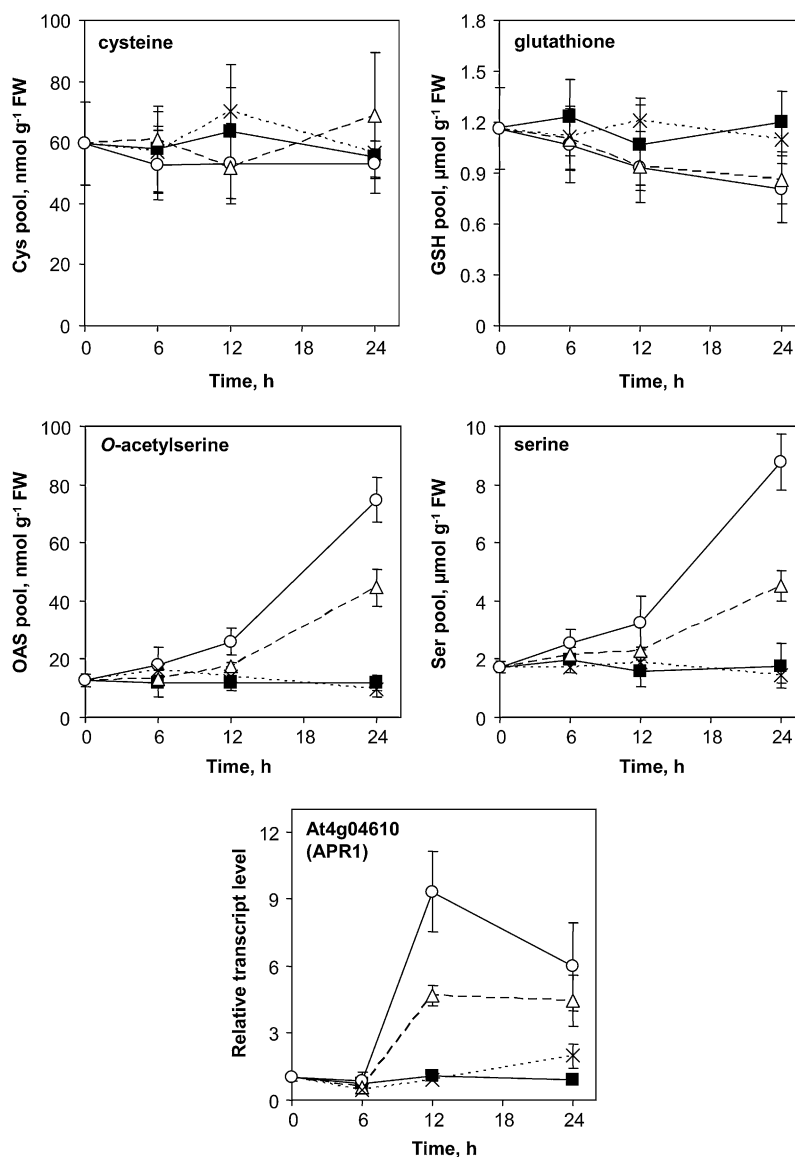 cysteine
Cys pool, nmol g-1 FW
100
80
60
40
20
0
0 6 12 18 24
Time, h
glutathione
GSH pool, µmol g-1 FW
1.8
1.5
1.2
0.9
0.6
0.3
0
0 6 12 18 24
Time, h
O-acetylserine
OAS pool, nmol g-1 FW
100
80
60
40
20
0
0 6 12 18 24
Time, h
serine
Ser pool, µmol g-1 FW
10
8
6
4
2
0
0 6 12 18 24
Time, h
At4g04610
(APR1)
Relative transcript level
12
9
6
3
0
0 6 12 18 24
Time, h